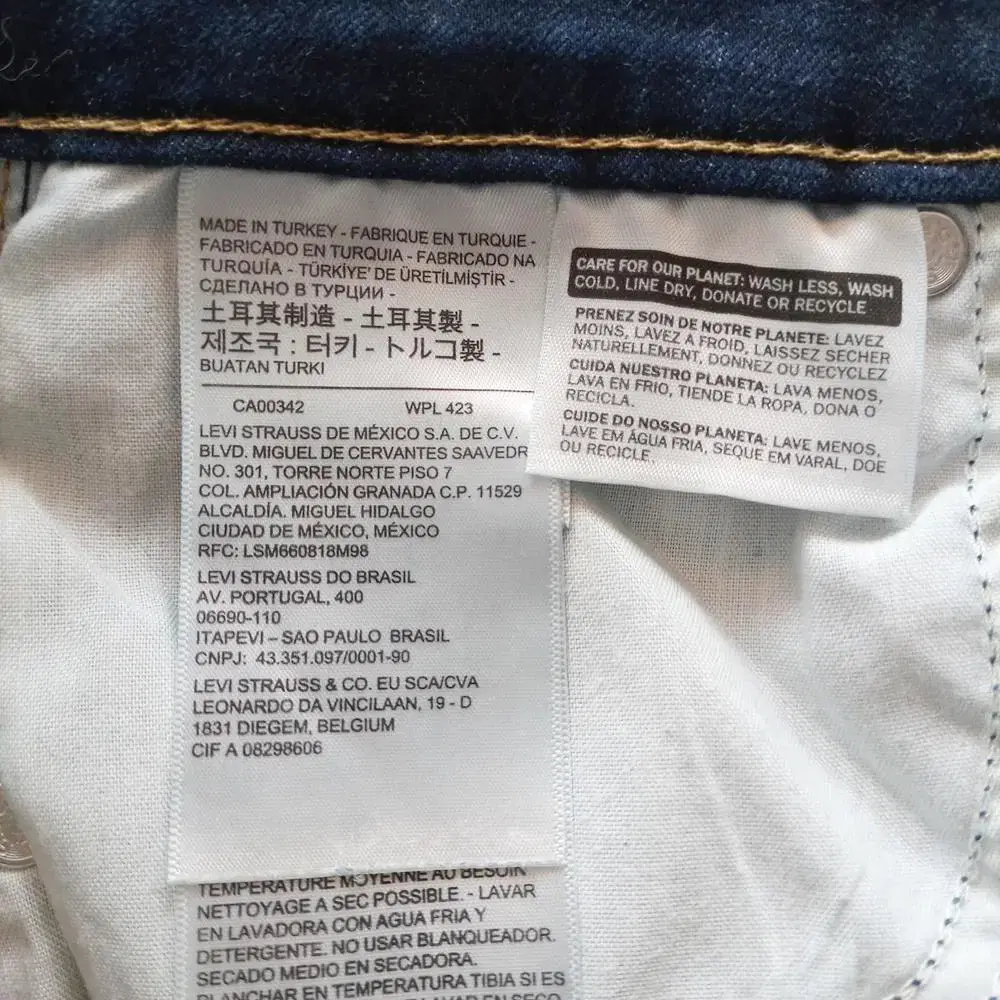 MADE IN TURKEY - FABRIQUE EN TURQUIE -
FABRICADO EN TURQUIA - FABRICADO NA
TURQUÍA - TÜRKİYE' DE ÜRETİLMİŞTİR -
СДЕЛАНО В ТУРЦИИ -
土耳其制造 - 土耳其製 -
제조국 : 터키 - トルコ製 -
BUATAN TURKI
CA00342 WPL 423
LEVI STRAUSS DE MÉXICO S.A. DE C.V.
BLVD. MIGUEL DE CERVANTES SAAVEDR
NO. 301, TORRE NORTE PISO 7
COL. AMPLIACIÓN GRANADA C.P. 11529
ALCALDÍA. MIGUEL HIDALGO
CIUDAD DE MÉXICO, MÉXICO
RFC: LSM660818M98
LEVI STRAUSS DO BRASIL
AV. PORTUGAL, 400
06690-110
ITAPEVI – SAO PAULO BRASIL
CNPJ: 43.351.097/0001-90
LEVI STRAUSS & CO. EU SCA/CVA
LEONARDO DA VINCILAAN, 19 - D
1831 DIEGEM, BELGIUM
CIF A 08298606
CARE FOR OUR PLANET: WASH LESS, WASH
COLD, LINE DRY, DONATE OR RECYCLE
PRENEZ SOIN DE NOTRE PLANETE: LAVEZ
MOINS, LAVEZ A FROID, LAISSEZ SECHER
NATURELLEMENT, DONNEZ OU RECYCLEZ
CUIDA NUESTRO PLANETA: LAVA MENOS,
LAVA EN FRIO, TIENDE LA ROPA, DONA O
RECICLA.
CUIDE DO NOSSO PLANETA: LAVE MENOS,
LAVE EM ÁGUA FRIA, SEQUE EM VARAL, DOE
OU RECICLE.
TEMPERATURE MOYENNE AU BESOIN
NETTOYAGE A SEC POSSIBLE. - LAVAR
EN LAVADORA CON AGUA FRIA Y
DETERGENTE. NO USAR BLANQUEADOR.
SECADO MEDIO EN SECADORA.
PLANCHAR EN TEMPERATURA TIBIA SI ES
LAVAR EN SECO